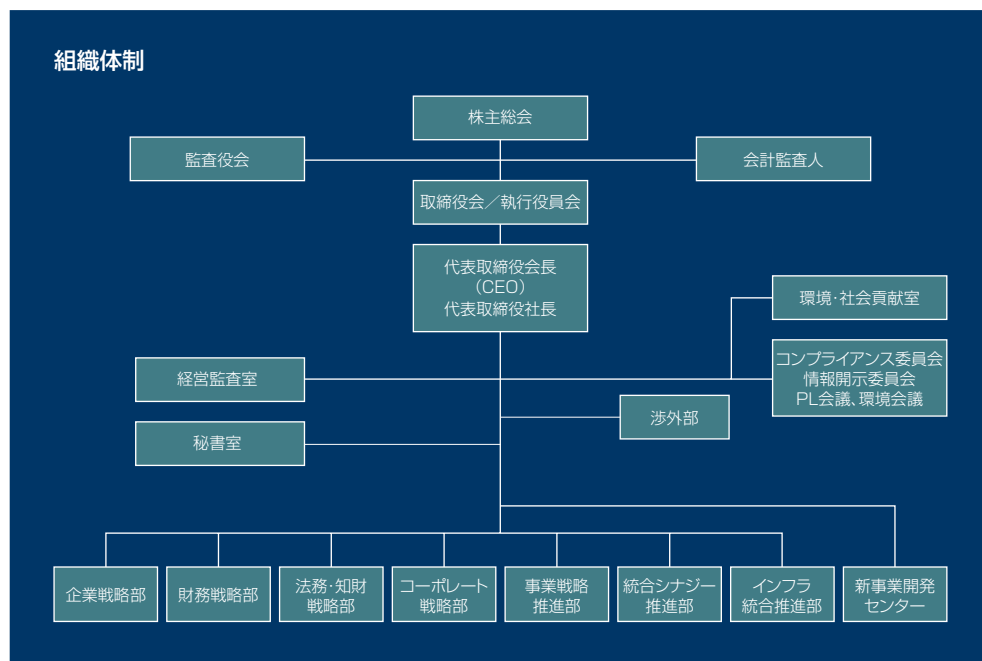 組織体制
株主総会
監査役会
会計監査人
取締役会／執行役員会
代表取締役会長
（CEO）
代表取締役社長
環境・社会貢献室
コンプライアンス委員会
情報開示委員会
PL会議、環境会議
経営監査室
渉外部
秘書室
企業戦略部
財務戦略部
法務・知財
戦略部
コーポレート
戦略部
事業戦略
推進部
統合シナジー
推進部
インフラ
統合推進部
新事業開発
センター